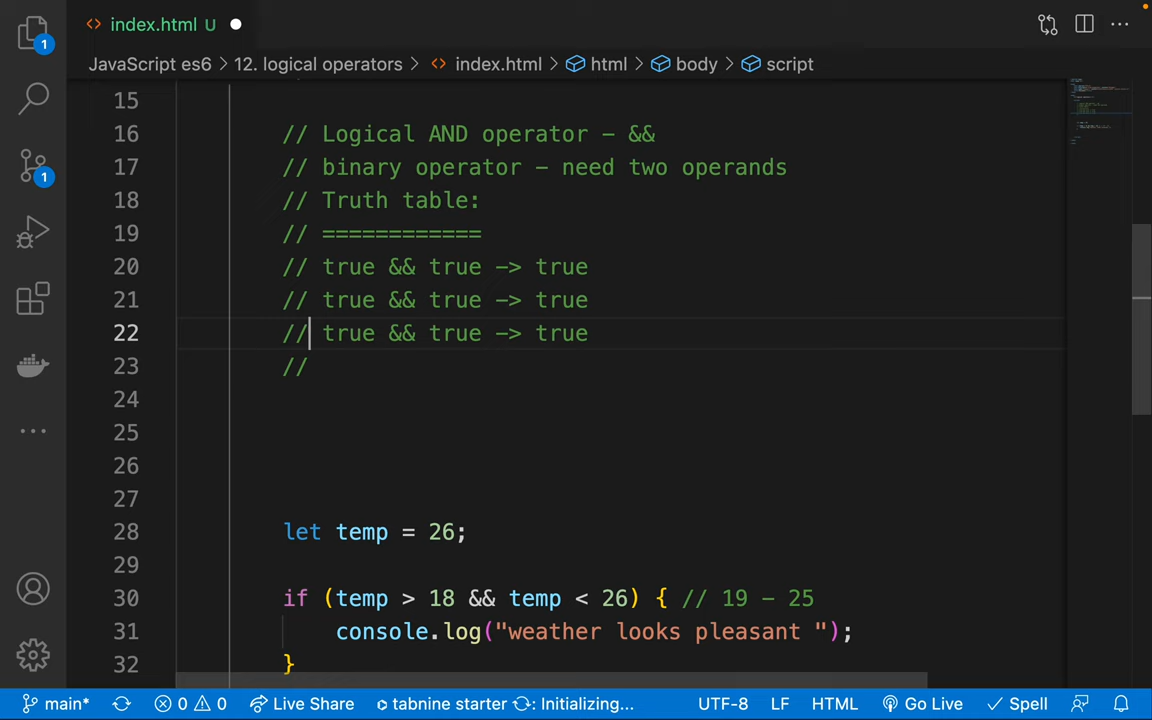 index.html U
JavaScript es6 > 12. logical operators > index.html > html > body > script
15
16 // Logical AND operator - &&
17 // binary operator - need two operands
18 // Truth table:
19 // ============
20 // true && true -> true
21 // true && true -> true
22 // true && true -> true
23 //
24
25
26
27
28 let temp = 26;
29
30 if (temp > 18 && temp < 26) { // 19 - 25
31 console.log("weather looks pleasant ");
32 }
1
1
main* 0 0 Live Share tabnine starter : Initializing... UTF-8 LF HTML Go Live Spell